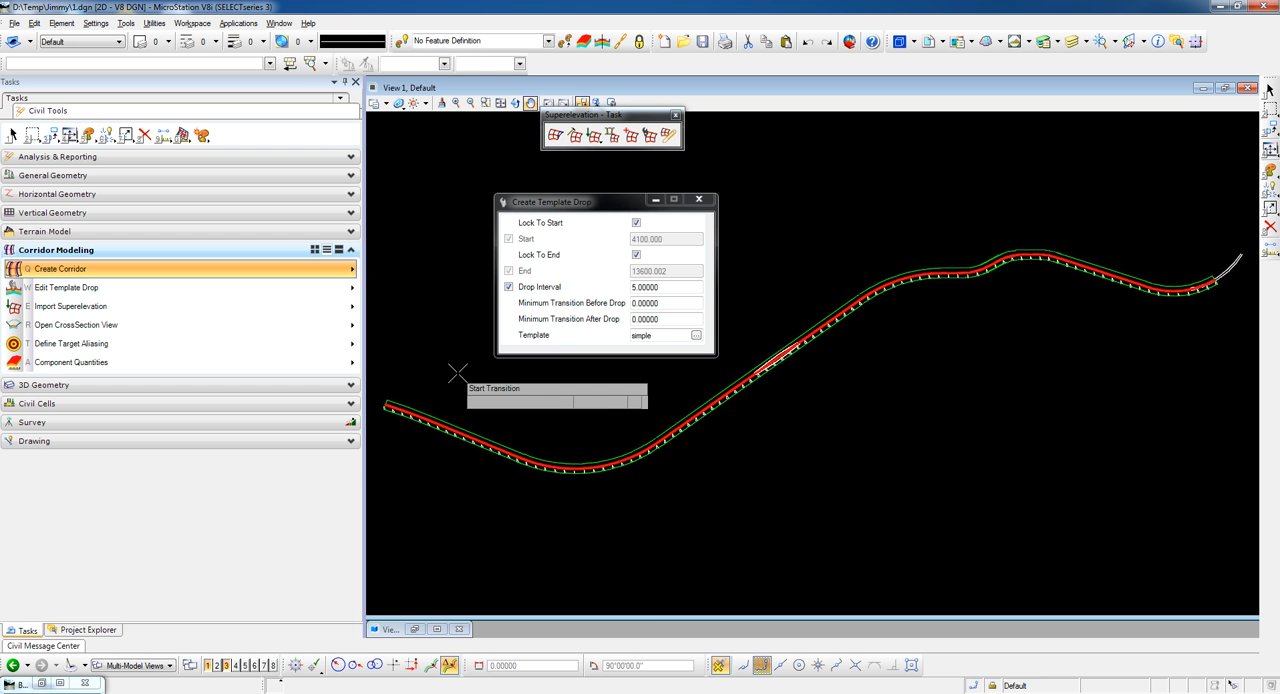 D:\Temp\Jimmy\1.dgn [2D - V8 DGN] - MicroStation V8i (SELECTseries 3)
File Edit Element Settings Tools Utilities Workspace Applications Window Help
Default 0 0 0 0 No Feature Definition
Tasks
Tasks
Civil Tools
Analysis & Reporting
General Geometry
Horizontal Geometry
Vertical Geometry
Terrain Model
Corridor Modeling
Q Create Corridor
W Edit Template Drop
E Import Superelevation
R Open CrossSection View
T Define Target Aliasing
A Component Quantities
3D Geometry
Civil Cells
Survey
Drawing
View 1, Default
Superelevation - Task
Create Template Drop
Lock To Start
Start 4100.000
Lock To End
End 13600.002
Drop Interval 5.00000
Minimum Transition Before Drop 0.00000
Minimum Transition After Drop 0.00000
Template simple ...
Start Transition
Vie...
Tasks Project Explorer
Civil Message Center
Multi-Model Views 1 2 3 4 5 6 7 8 0.00000 90°00'00.0"
B... Default